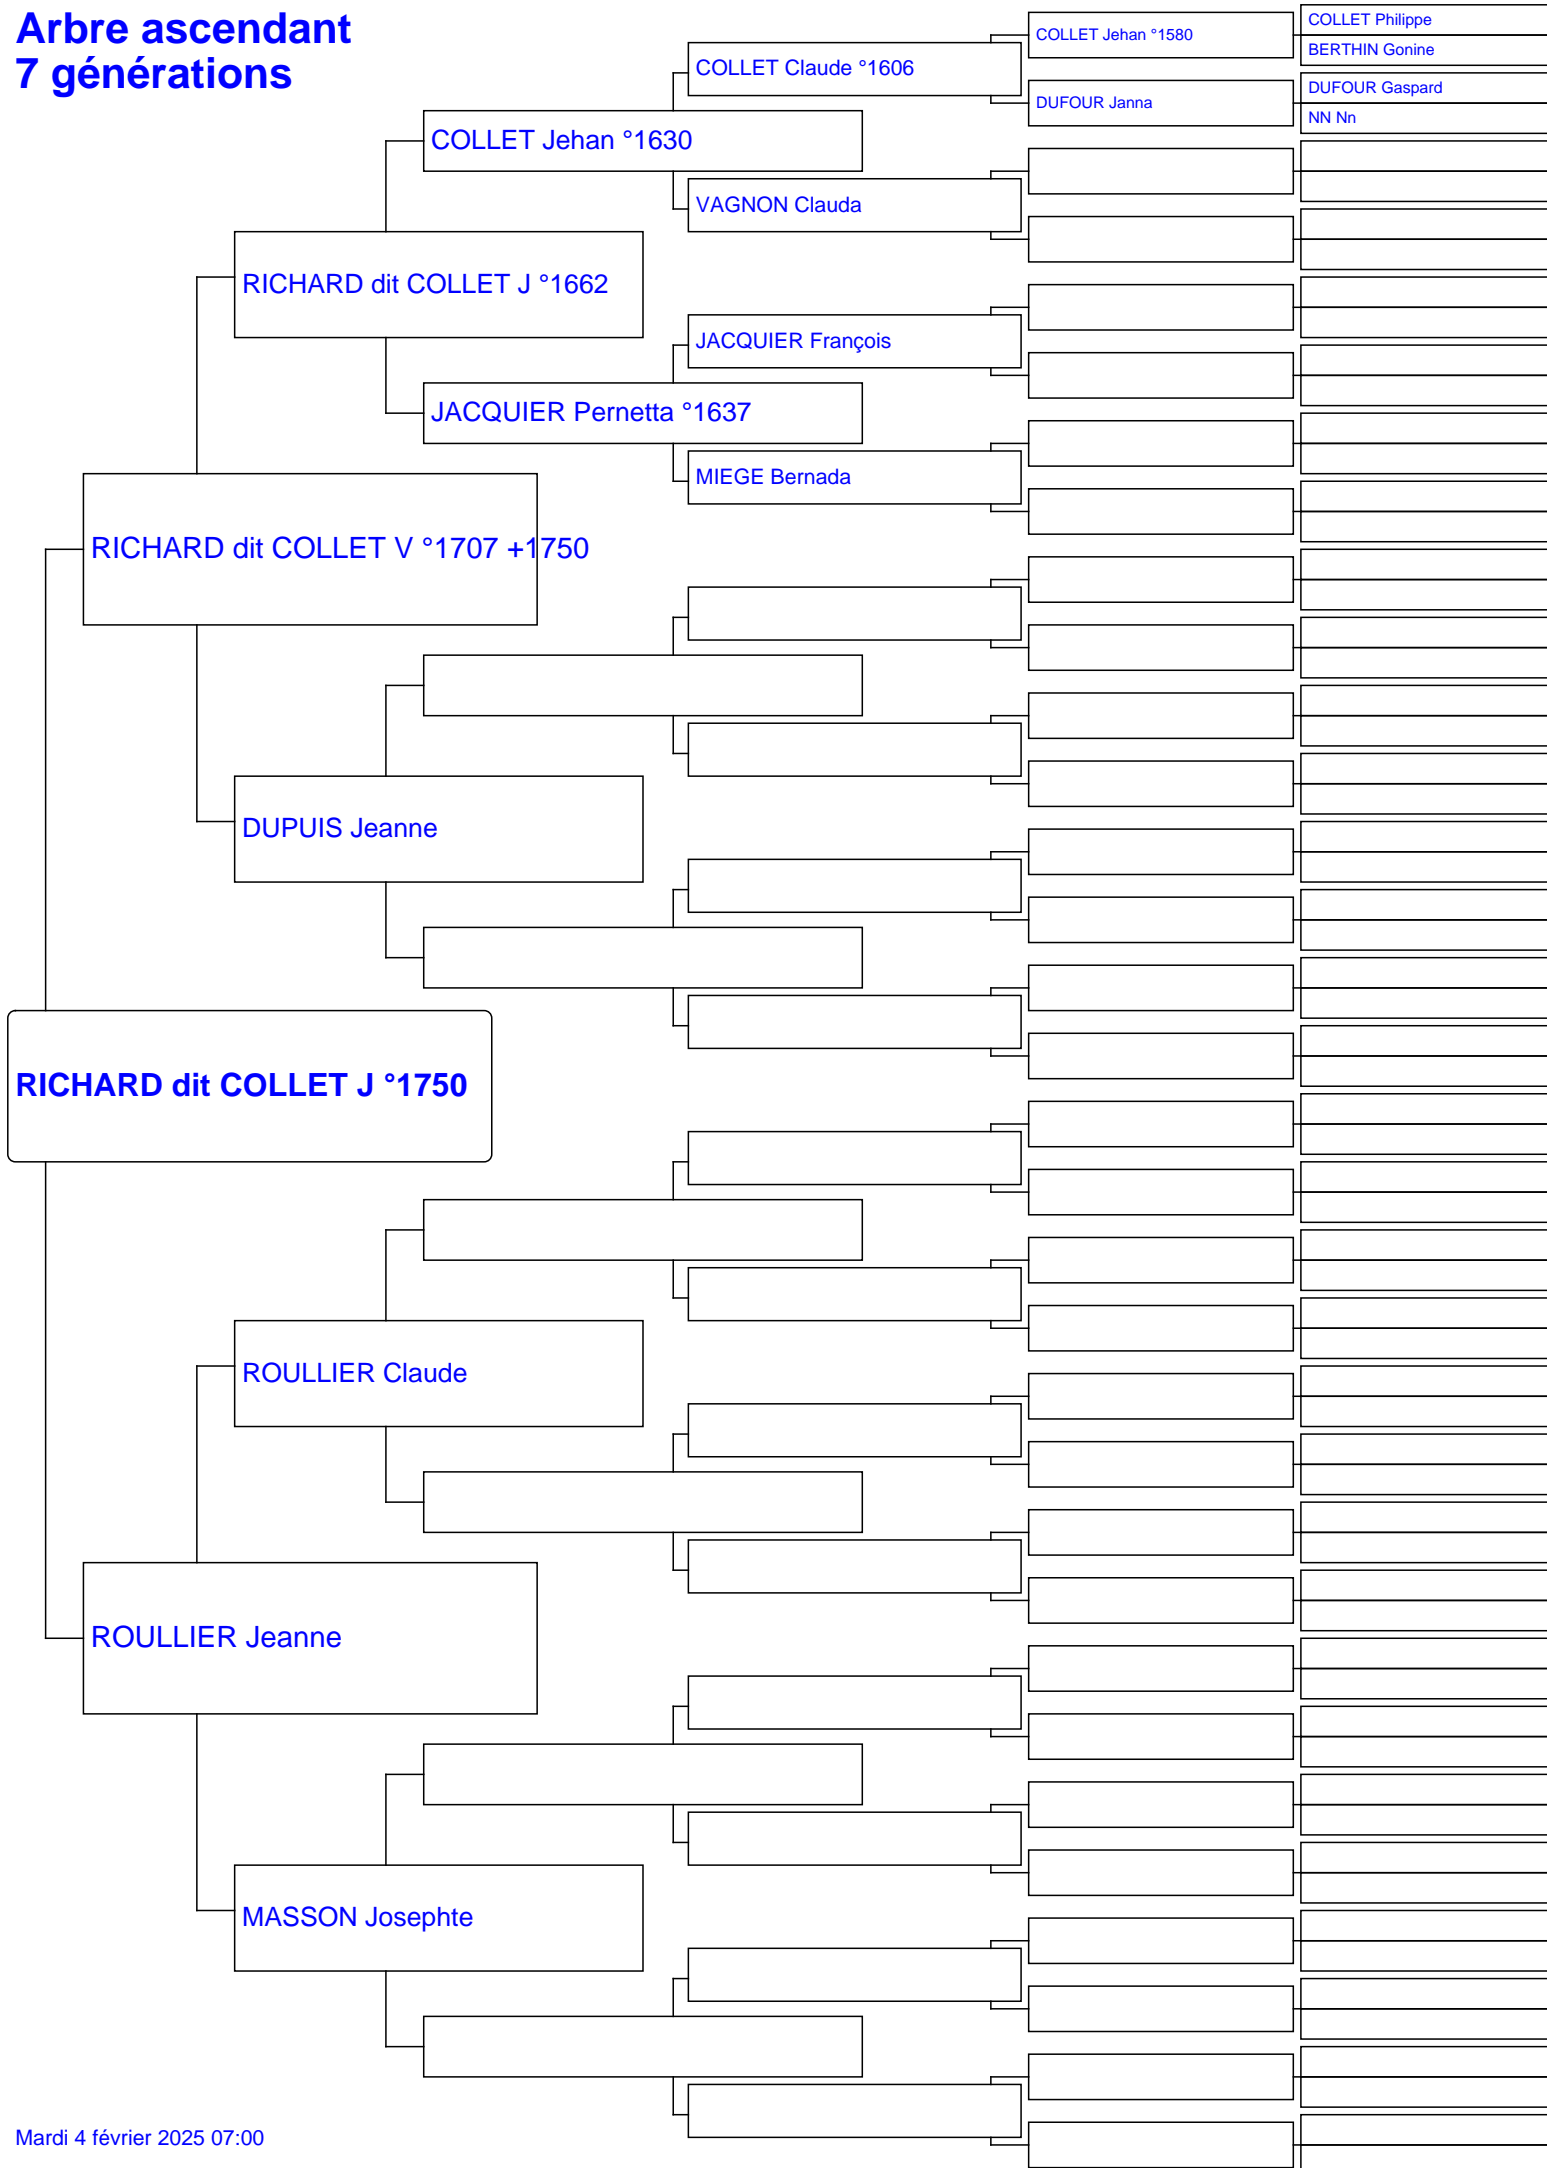 Arbre ascendant
7 générations
COLLET Philippe
COLLET Jehan °1580
BERTHIN Gonine
COLLET Claude °1606
DUFOUR Gaspard
DUFOUR Janna
NN Nn
COLLET Jehan °1630
VAGNON Clauda
RICHARD dit COLLET J °1662
JACQUIER François
JACQUIER Pernetta °1637
MIEGE Bernada
RICHARD dit COLLET V °1707 +1750
DUPUIS Jeanne
RICHARD dit COLLET J °1750
ROULLIER Claude
ROULLIER Jeanne
MASSON Josephte
Mardi 4 février 2025 07:00